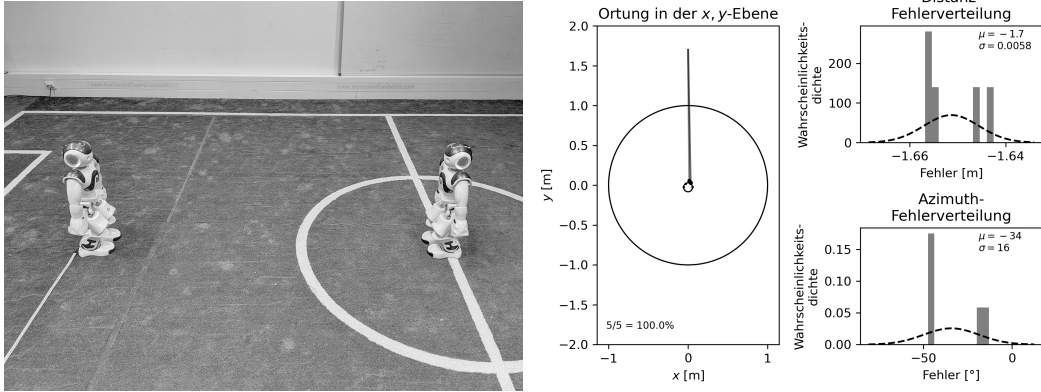 Ortung in der x, y-Ebene
2.0
1.5
1.0
0.5
0.0
−0.5
−1.0
−1.5
−2.0
y [m]
5/5 = 100.0%
−1
0
1
x [m]
Fehlerverteilung
μ = −1.7
σ = 0.0058
Wahrscheinlichkeits-
dichte
200
100
0
−1.66
−1.64
Fehler [m]
Azimuth-
Fehlerverteilung
μ = −34
σ = 16
Wahrscheinlichkeits-
dichte
0.15
0.10
0.05
0.00
−50
0
Fehler [°]